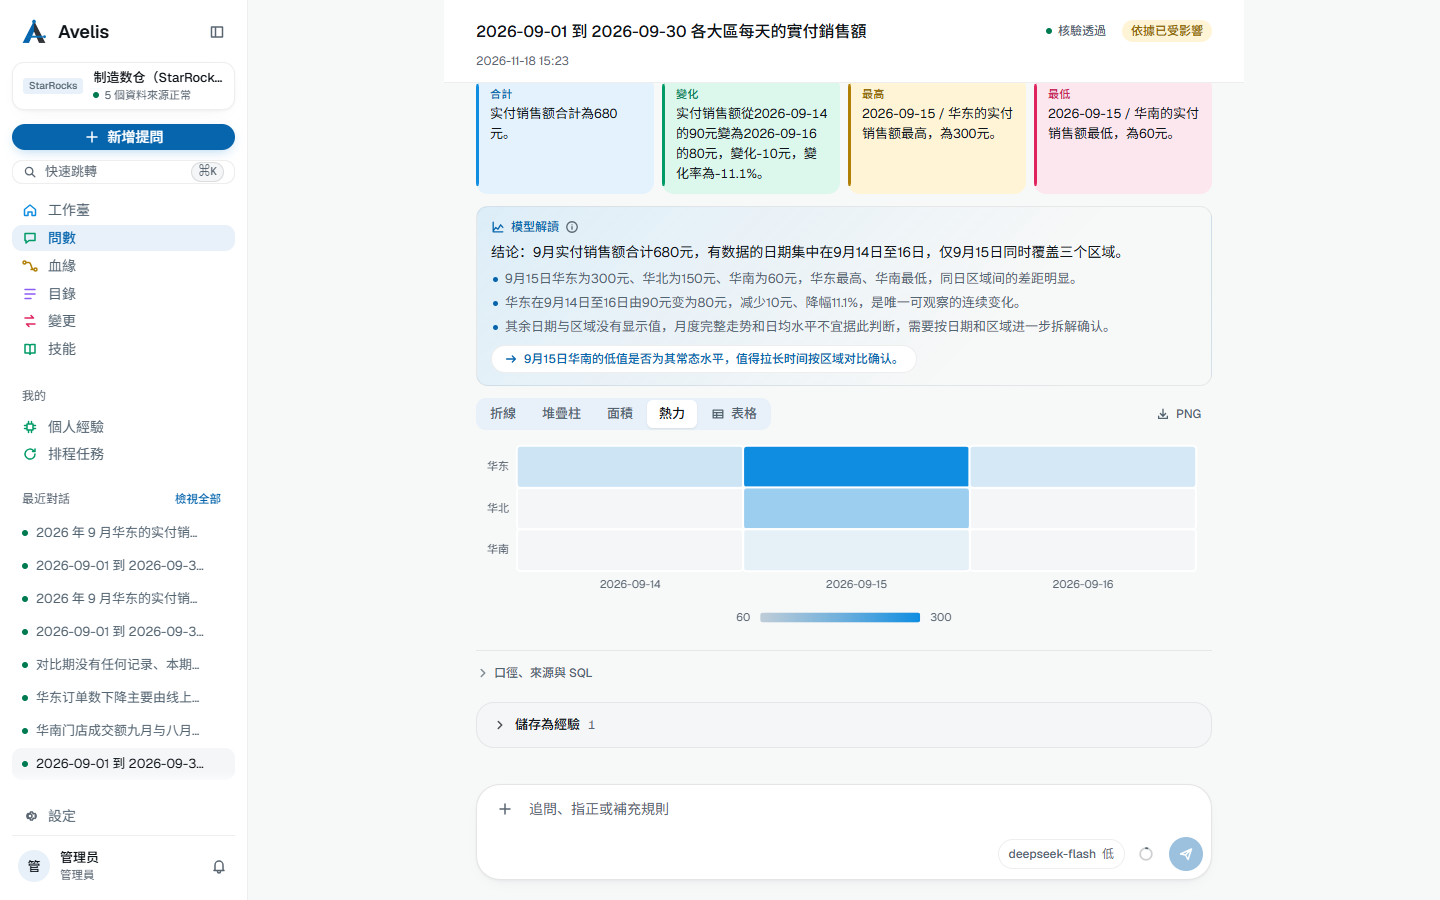 Avelis
StarRocks
制造数仓（StarRock...
5 個資料來源正常
新增提問
快速跳轉
⌘K
工作臺
問數
血緣
目錄
變更
技能
我的
個人經驗
排程任務
最近對話
檢視全部
2026 年 9 月华东的实付销...
2026-09-01 到 2026-09-3...
2026 年 9 月华东的实付销...
2026-09-01 到 2026-09-3...
对比期没有任何记录、本期...
华东订单数下降主要由线上...
华南门店成交额九月与八月...
2026-09-01 到 2026-09-3...
設定
管
管理员
管理員
2026-09-01 到 2026-09-30 各大區每天的實付銷售額
核驗透過
依據已受影響
2026-11-18 15:23
合計
实付销售额合計為680
元。
變化
实付销售额從2026-09-14
的90元變為2026-09-16
的80元，變化-10元，變
化率為-11.1%。
最高
2026-09-15 / 华东的实付
销售额最高，為300元。
最低
2026-09-15 / 华南的实付
销售额最低，為60元。
模型解讀
结论：9月实付销售额合计680元，有数据的日期集中在9月14日至16日，仅9月15日同时覆盖三个区域。
9月15日华东为300元、华北为150元、华南为60元，华东最高、华南最低，同日区域间的差距明显。
华东在9月14日至16日由90元变为80元，减少10元、降幅11.1%，是唯一可观察的连续变化。
其余日期与区域没有显示值，月度完整走势和日均水平不宜据此判断，需要按日期和区域进一步拆解确认。
9月15日华南的低值是否为其常态水平，值得拉长时间按区域对比确认。
折線
堆疊柱
面積
熱力
表格
PNG
华东
华北
华南
2026-09-14
2026-09-15
2026-09-16
60
300
口徑、來源與 SQL
儲存為經驗 1
追問、指正或補充規則
deepseek-flash 低